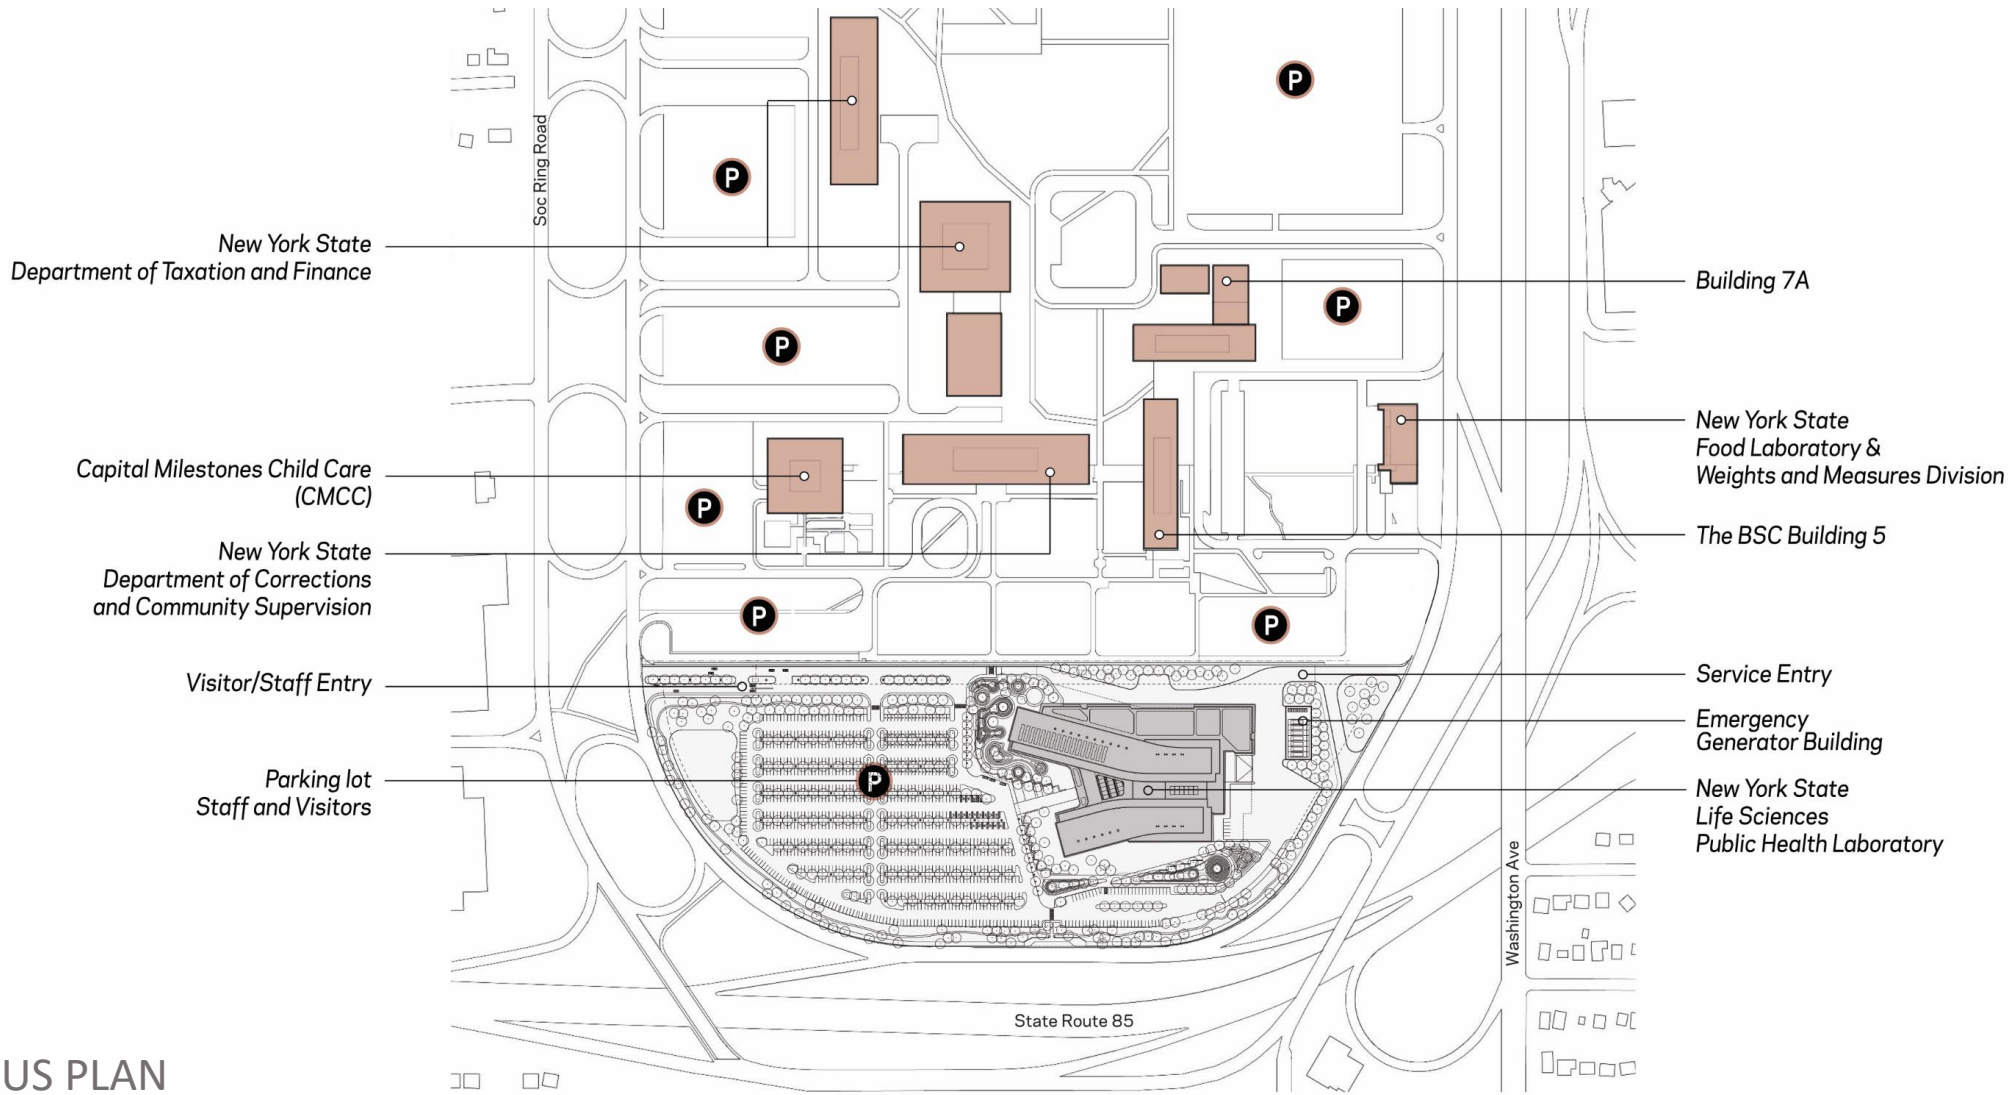 P
Soc Ring Road
P
New York State
Department of Taxation and Finance
Building 7A
P
P
New York State
Food Laboratory &
Weights and Measures Division
Capital Milestones Child Care
(CMCC)
P
The BSC Building 5
New York State
Department of Corrections
and Community Supervision
P
P
Visitor/Staff Entry
Service Entry
Emergency
Generator Building
Parking lot
Staff and Visitors
P
New York State
Life Sciences
Public Health Laboratory
Washington Ave
State Route 85
US PLAN